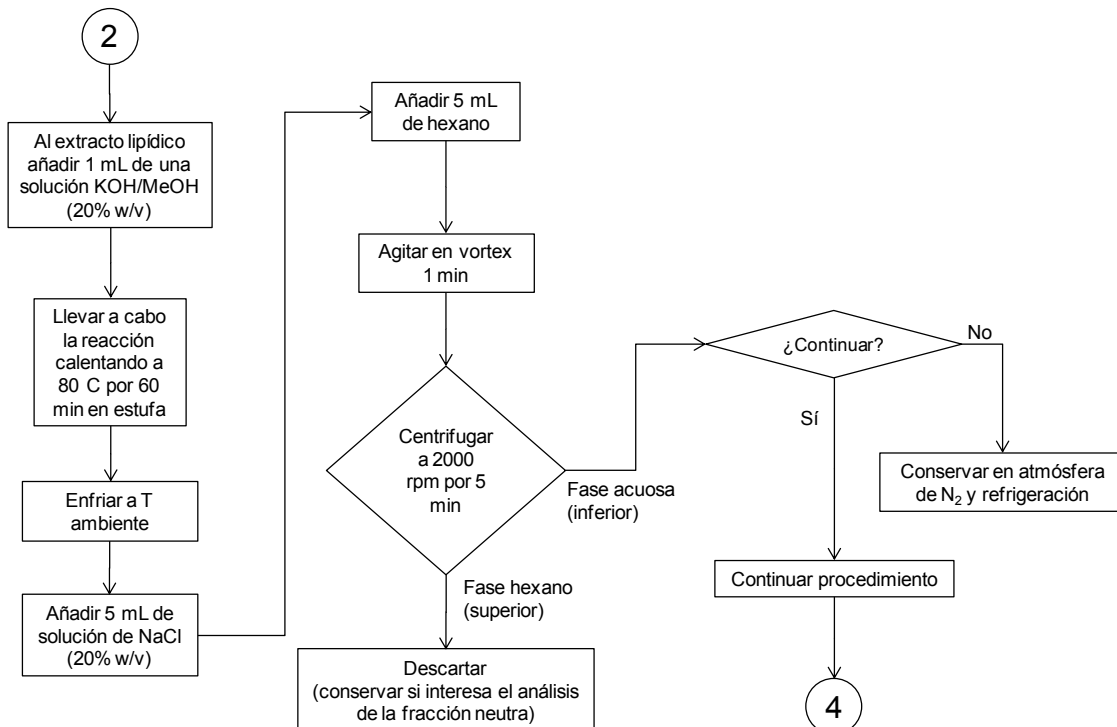 2
Al extracto lipídico
añadir 1 mL de una
solución KOH/MeOH
(20% w/v)
Llevar a cabo
la reacción
calentando a
80 C por 60
min en estufa
Enfriar a T
ambiente
Añadir 5 mL de
solución de NaCl
(20% w/v)
Añadir 5 mL
de hexano
Agitar en vortex
1 min
Centrifugar
a 2000
rpm por 5
min
Fase acuosa
(inferior)
Fase hexano
(superior)
Descartar
(conservar si interesa el análisis
de la fracción neutra)
¿Continuar?
No
Sí
Conservar en atmósfera
de N₂ y refrigeración
Continuar procedimiento
4